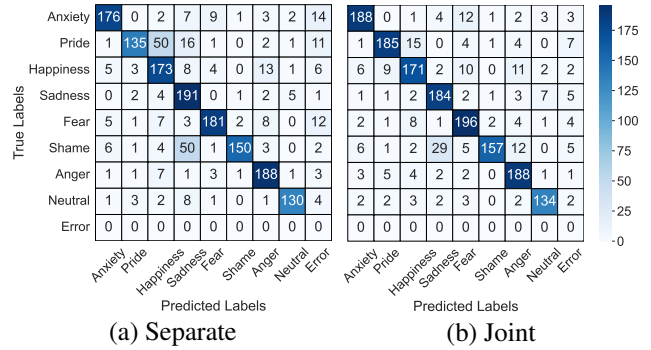 True Labels
Anxiety 176 0 2 7 9 1 3 2 14
Pride 1 135 50 16 1 0 2 1 11
Happiness 5 3 173 8 4 0 13 1 6
Sadness 0 2 4 191 0 1 2 5 1
Fear 5 1 7 3 181 2 8 0 12
Shame 6 1 4 50 1 150 3 0 2
Anger 1 1 7 1 3 1 188 1 4
Neutral 1 3 2 8 1 0 1 130 3
Error 0 0 0 0 0 0 0 0 0
Anxiety Pride Happiness Sadness Fear Shame Anger Neutral Error
Predicted Labels
(a) Separate
188 0 1 4 12 1 2 3 3
1 185 15 0 4 1 4 0 7
6 9 171 2 10 0 11 2 2
1 1 2 184 2 1 3 7 5
2 1 8 1 196 2 4 1 4
6 1 2 29 5 157 12 0 5
3 5 4 2 2 0 188 1 1
2 2 3 2 3 0 2 134 2
0 0 0 0 0 0 0 0 0
Anxiety Pride Happiness Sadness Fear Shame Anger Neutral Error
Predicted Labels
(b) Joint
175
150
125
100
75
50
25
0